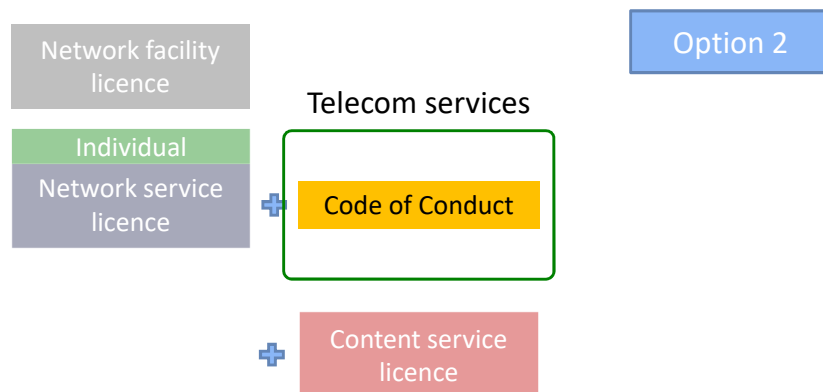 Option 2
Network facility
licence
Telecom services
Individual
Network service
licence
Code of Conduct
Content service
licence